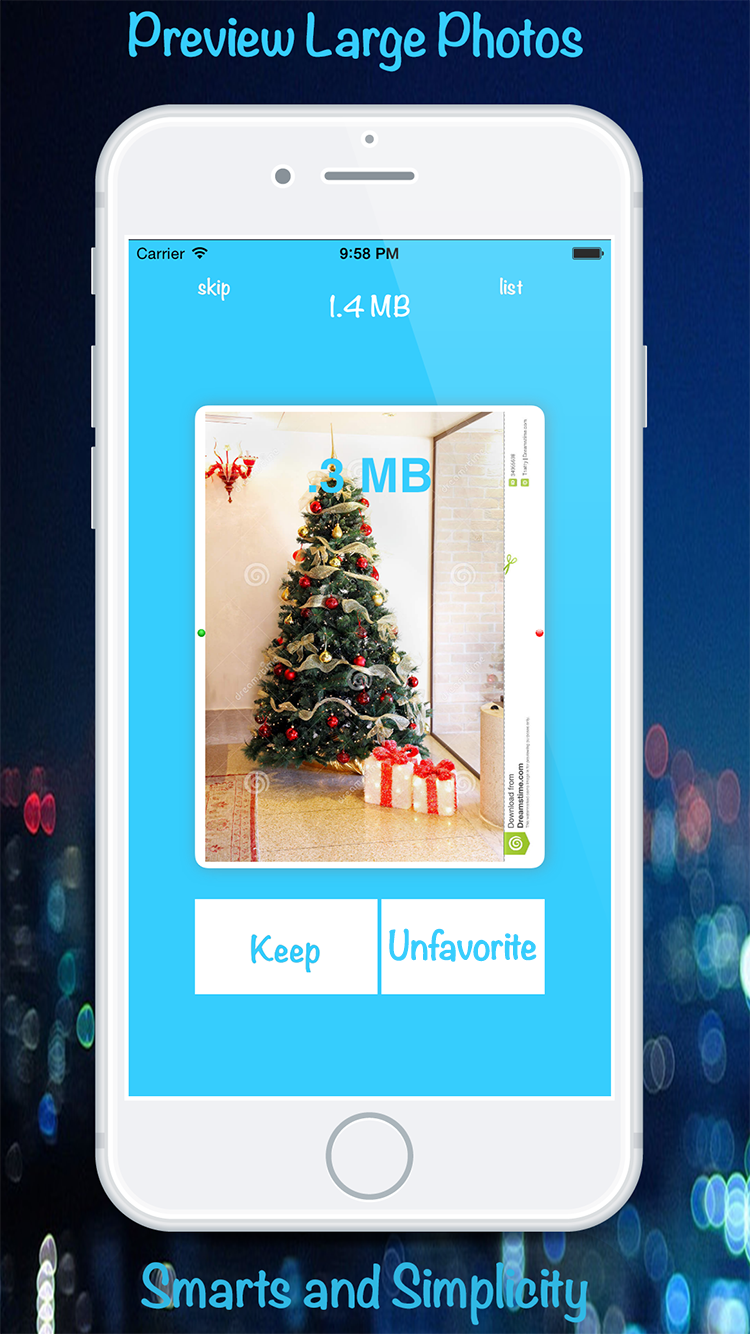 Preview Large Photos
Carrier 9:58 PM
skip
list
1.4 MB
.3 MB
Download from
Dreamstime.com
Keep
Unfavorite
Smarts and Simplicity